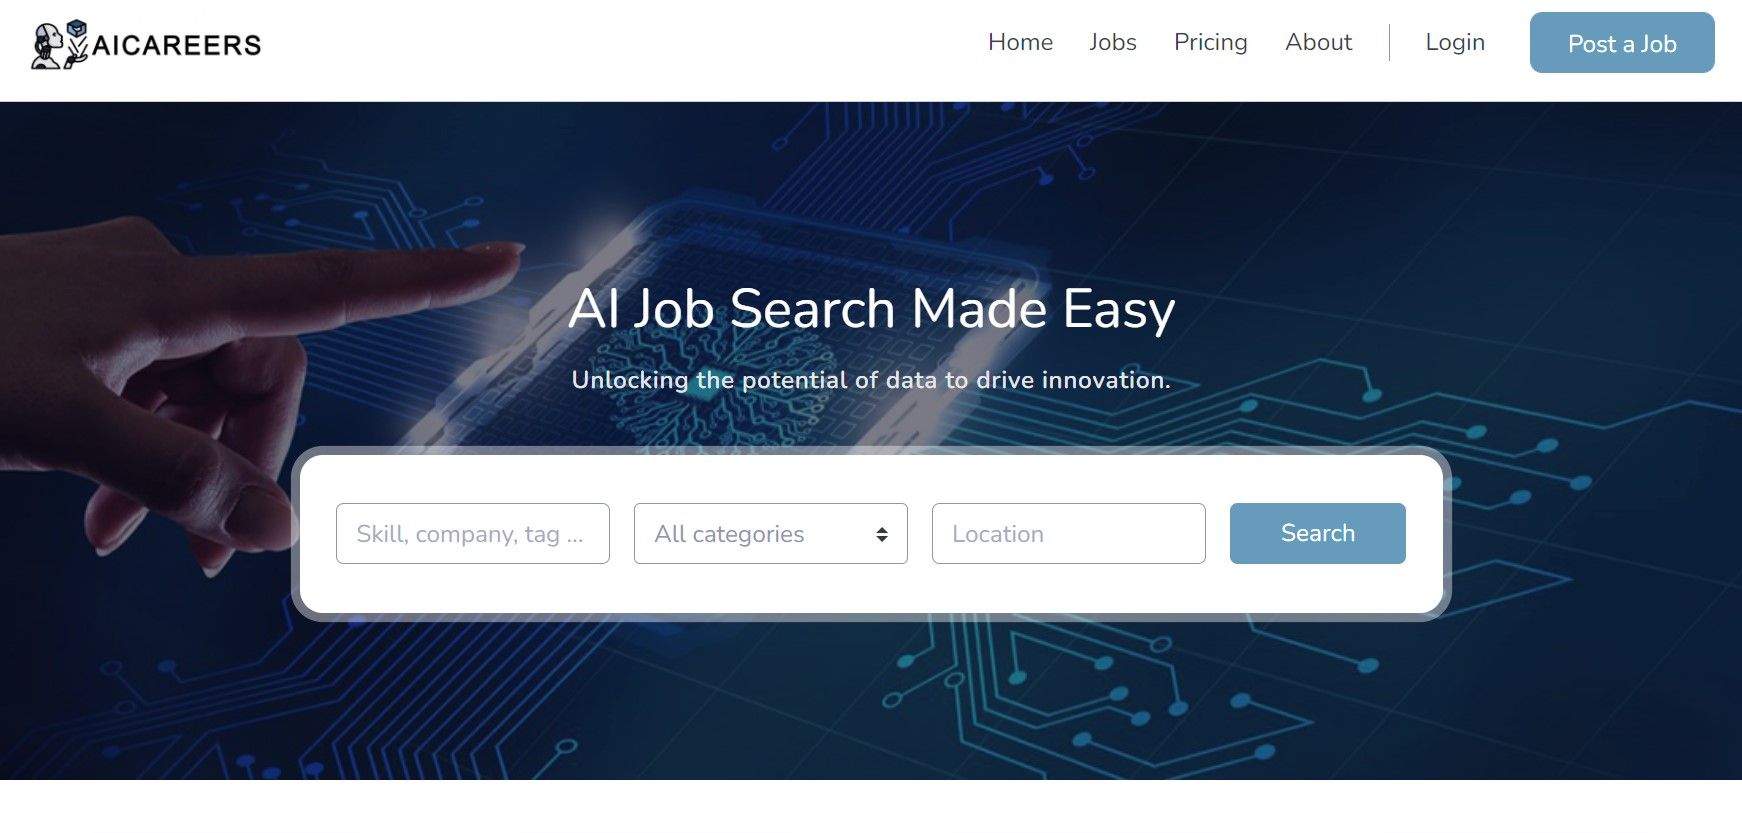 AICAREERS
Home Jobs Pricing About Login Post a Job
AI Job Search Made Easy
Unlocking the potential of data to drive innovation.
Skill, company, tag ... All categories Location Search